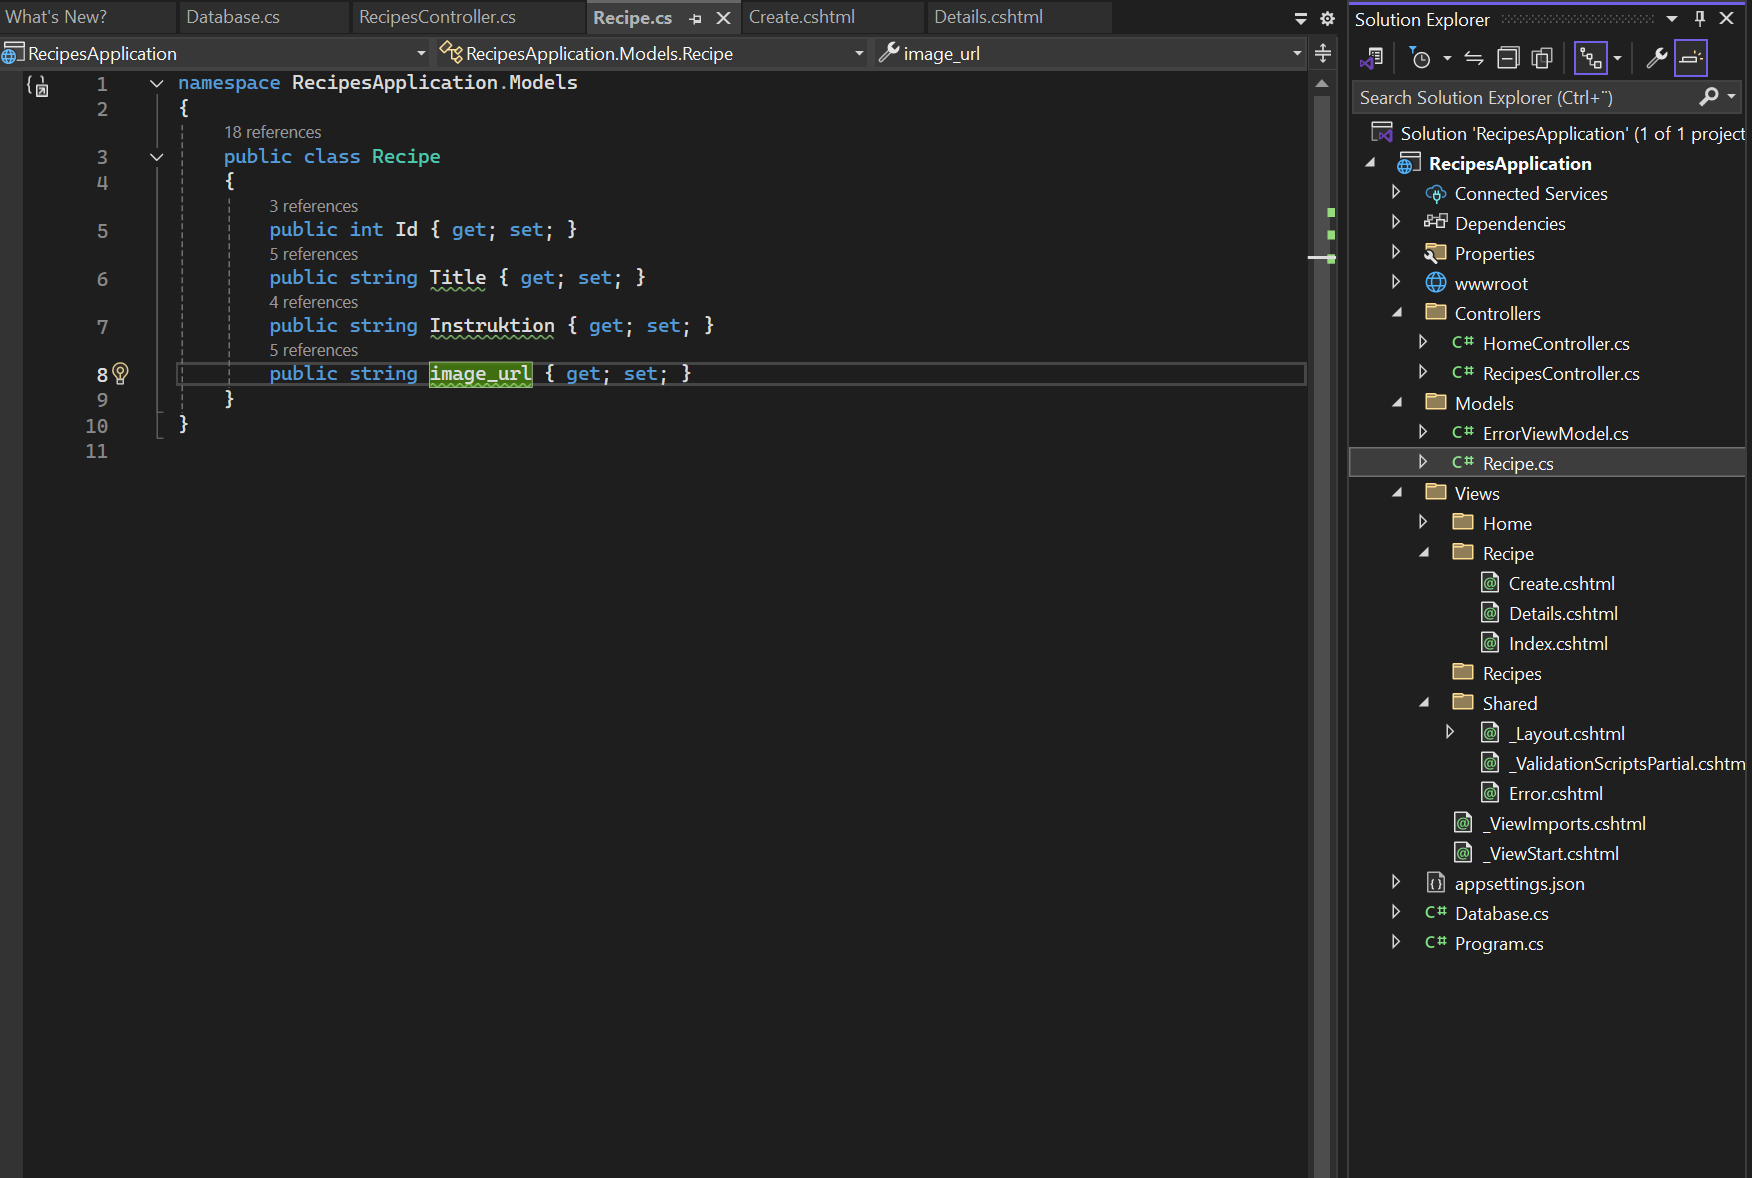 What's New?
Database.cs
RecipesController.cs
Recipe.cs
Create.cshtml
Details.cshtml
RecipesApplication
RecipesApplication.Models.Recipe
image_url
1 namespace RecipesApplication.Models
2 {
18 references
3 public class Recipe
4 {
3 references
5 public int Id { get; set; }
5 references
6 public string Title { get; set; }
4 references
7 public string Instruktion { get; set; }
5 references
8 public string image_url { get; set; }
9 }
10 }
11
Solution Explorer
Search Solution Explorer (Ctrl+¨)
Solution 'RecipesApplication' (1 of 1 project
RecipesApplication
Connected Services
Dependencies
Properties
wwwroot
Controllers
C# HomeController.cs
C# RecipesController.cs
Models
C# ErrorViewModel.cs
C# Recipe.cs
Views
Home
Recipe
Create.cshtml
Details.cshtml
Index.cshtml
Recipes
Shared
_Layout.cshtml
_ValidationScriptsPartial.cshtm
Error.cshtml
_ViewImports.cshtml
_ViewStart.cshtml
appsettings.json
C# Database.cs
C# Program.cs